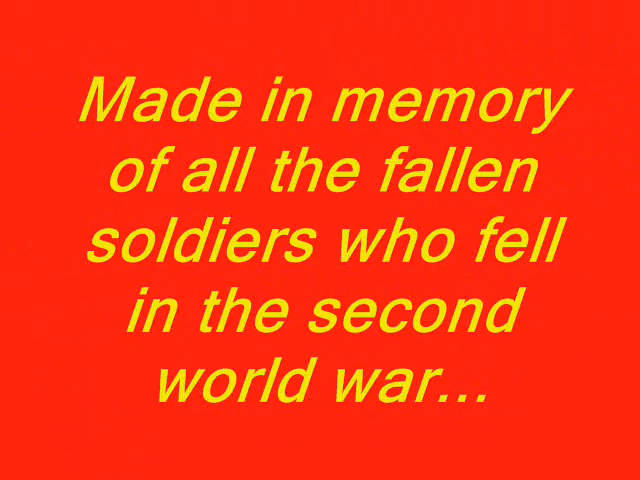 Made in memory
of all the fallen
soldiers who fell
in the second
world war...